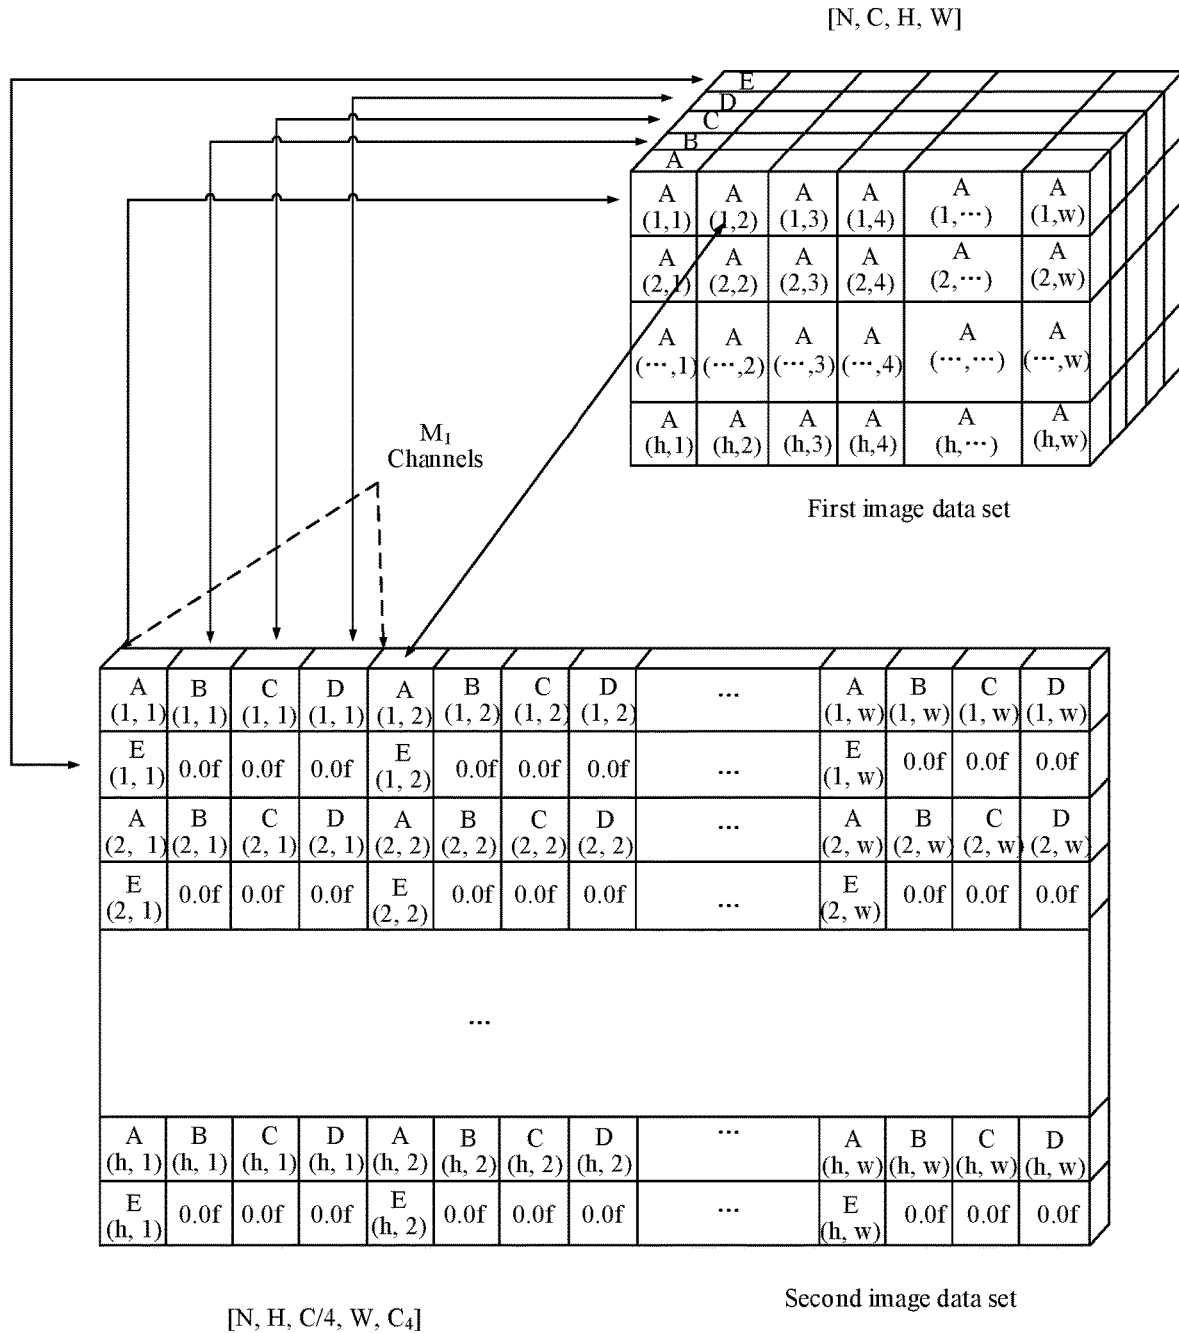 [N, C, H, W]
E
D
C
B
A
A A A A A A
(1,1) (1,2) (1,3) (1,4) (1,⋯) (1,w)
A A A A A A
(2,1) (2,2) (2,3) (2,4) (2,⋯) (2,w)
A A A A A A
(⋯,1) (⋯,2) (⋯,3) (⋯,4) (⋯,⋯) (⋯,w)
A A A A A A
(h,1) (h,2) (h,3) (h,4) (h,⋯) (h,w)
First image data set
M₁
Channels
A B C D A B C D ... A B C D
(1, 1) (1, 1) (1, 1) (1, 1) (1, 2) (1, 2) (1, 2) (1, 2) (1, w) (1, w) (1, w) (1, w)
E 0.0f 0.0f 0.0f E 0.0f 0.0f 0.0f ... E 0.0f 0.0f 0.0f
(1, 1) (1, 2) (1, w)
A B C D A B C D ... A B C D
(2, 1) (2, 1) (2, 1) (2, 1) (2, 2) (2, 2) (2, 2) (2, 2) (2, w) (2, w) (2, w) (2, w)
E 0.0f 0.0f 0.0f E 0.0f 0.0f 0.0f ... E 0.0f 0.0f 0.0f
(2, 1) (2, 2) (2, w)
...
A B C D A B C D ... A B C D
(h, 1) (h, 1) (h, 1) (h, 1) (h, 2) (h, 2) (h, 2) (h, 2) (h, w) (h, w) (h, w) (h, w)
E 0.0f 0.0f 0.0f E 0.0f 0.0f 0.0f ... E 0.0f 0.0f 0.0f
(h, 1) (h, 2) (h, w)
Second image data set
[N, H, C/4, W, C₄]